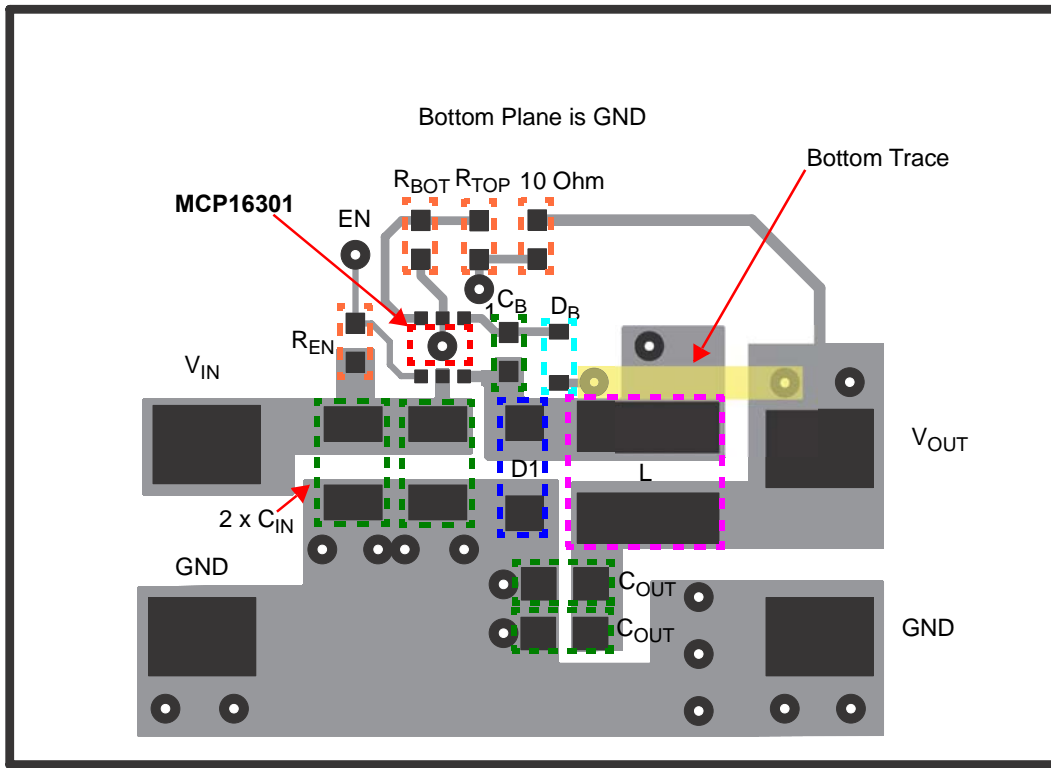 Bottom Plane is GND
Bottom Trace
RBOT RTOP 10 Ohm
MCP16301
EN
1 CB DB
REN
VIN
VOUT
D1 L
2 x CIN
GND
COUT
COUT
GND